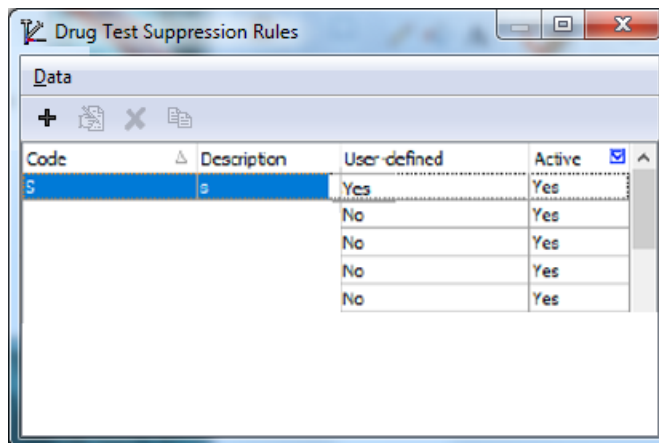 Drug Test Suppression Rules
Data
Code Description User-defined Active
S s Yes Yes
No Yes
No Yes
No Yes
No Yes